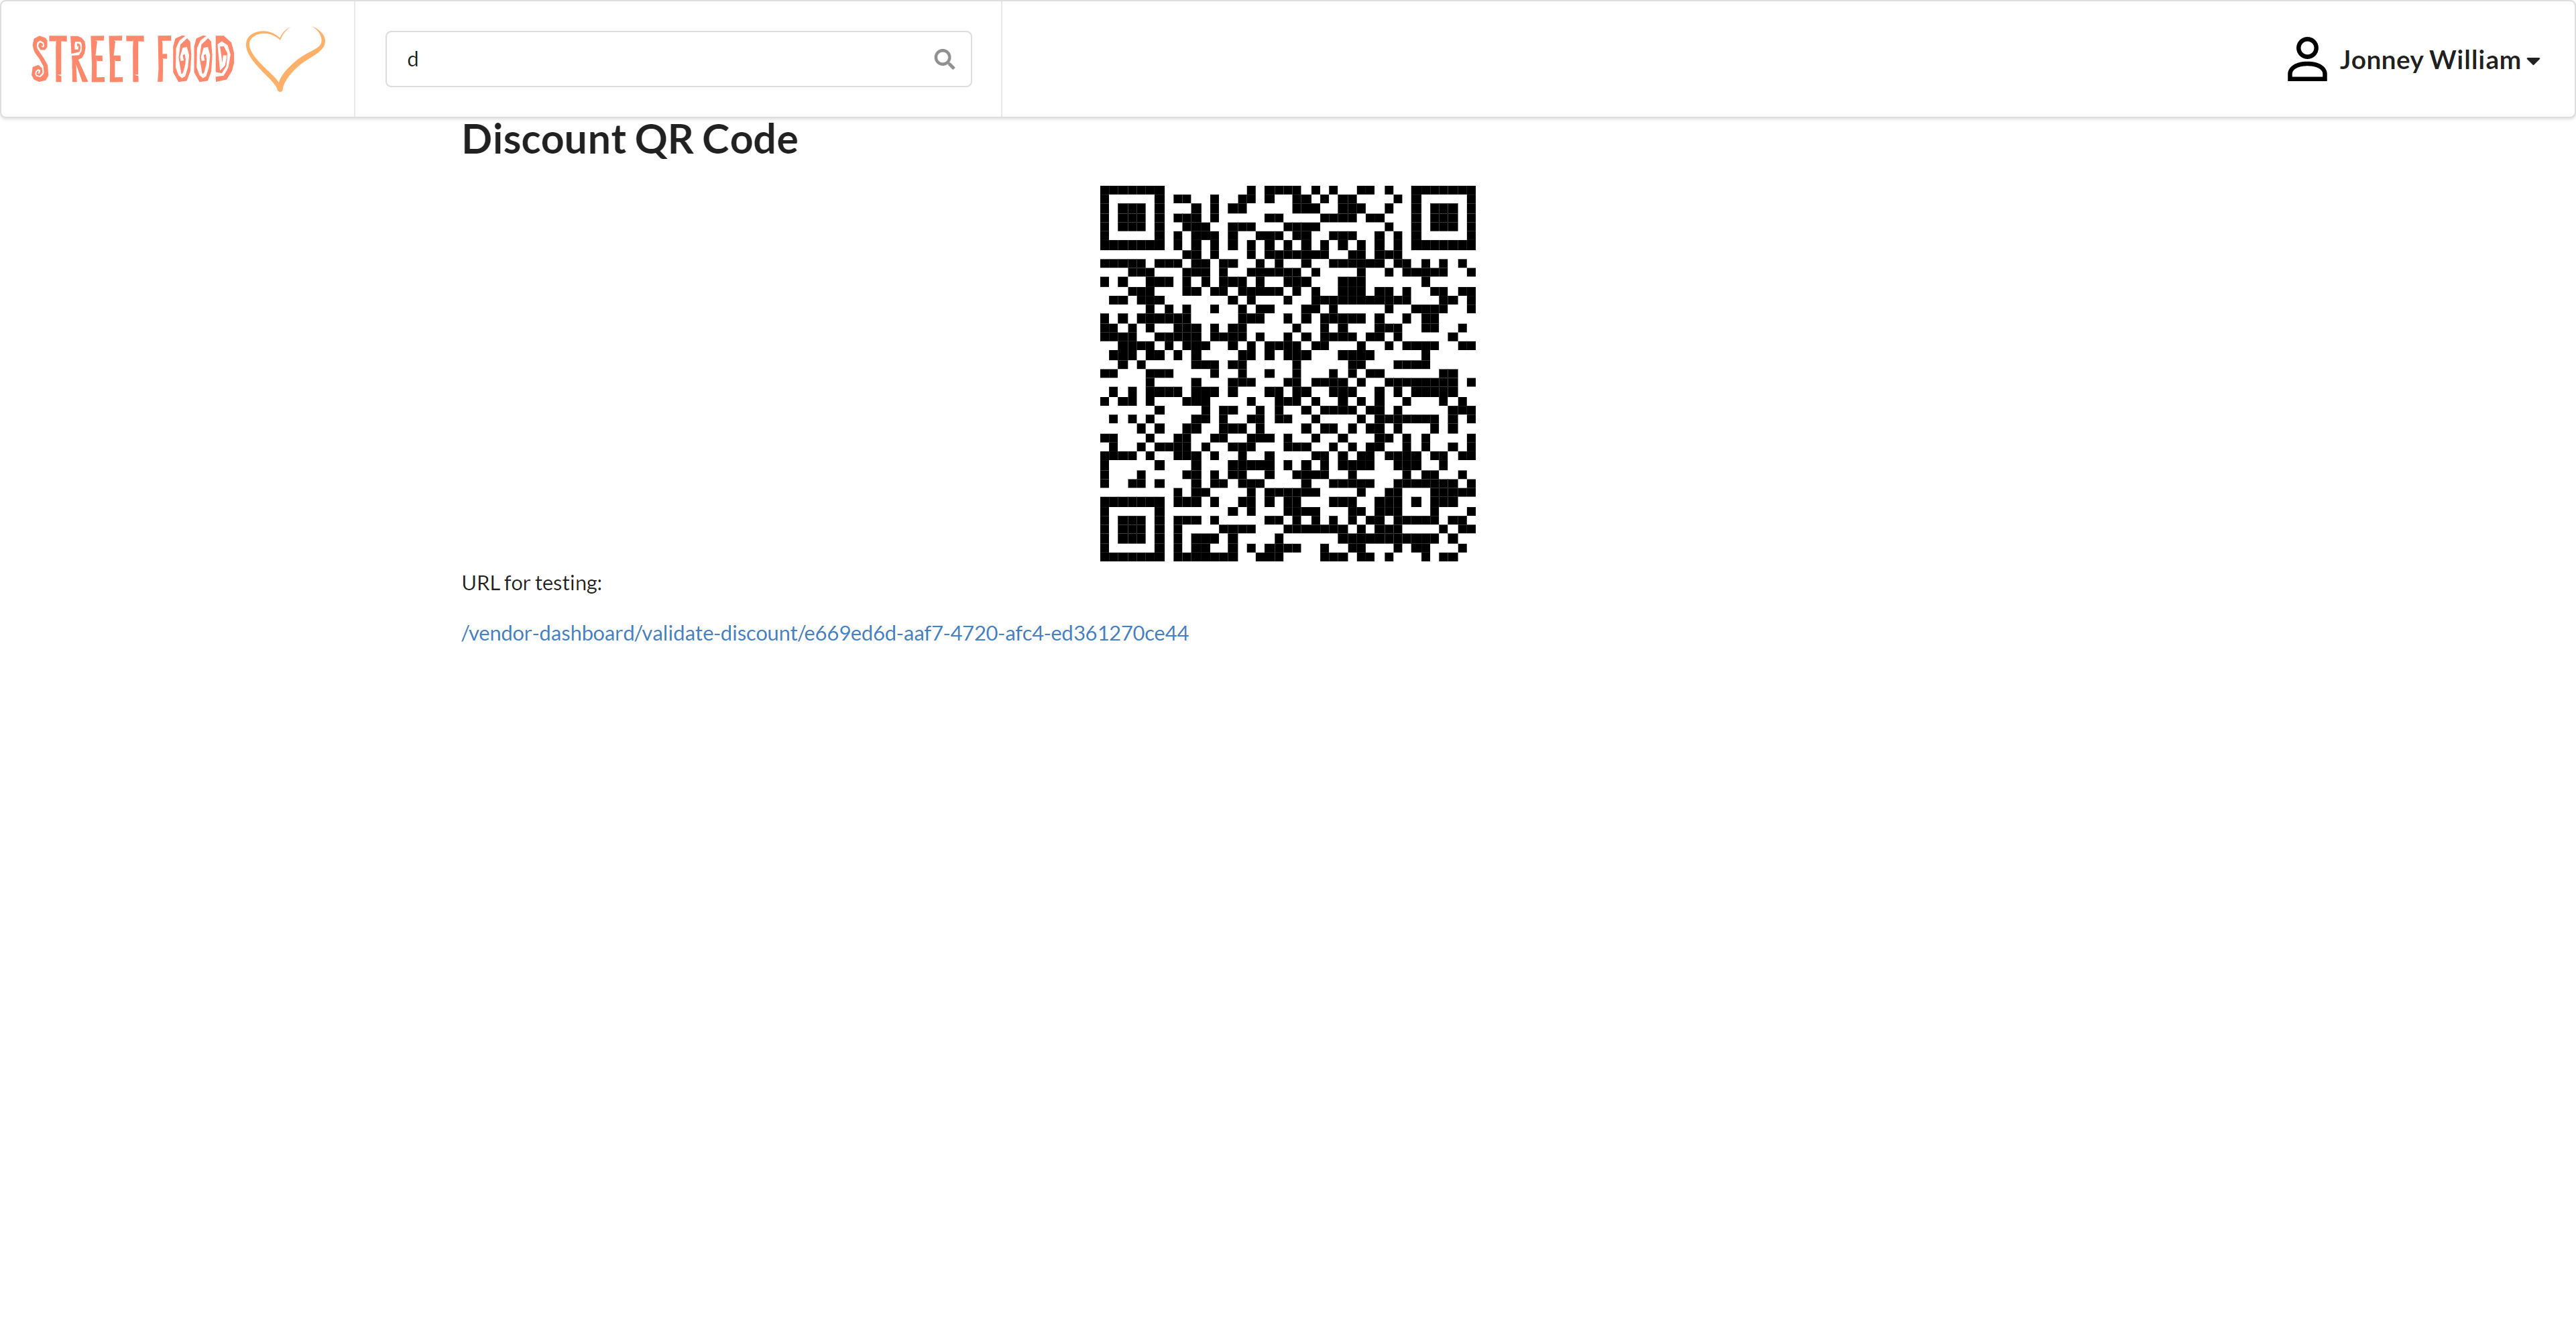 STREET FOOD
d
Jonney William
Discount QR Code
URL for testing:
/vendor-dashboard/validate-discount/e669ed6d-aaf7-4720-afc4-ed361270ce44